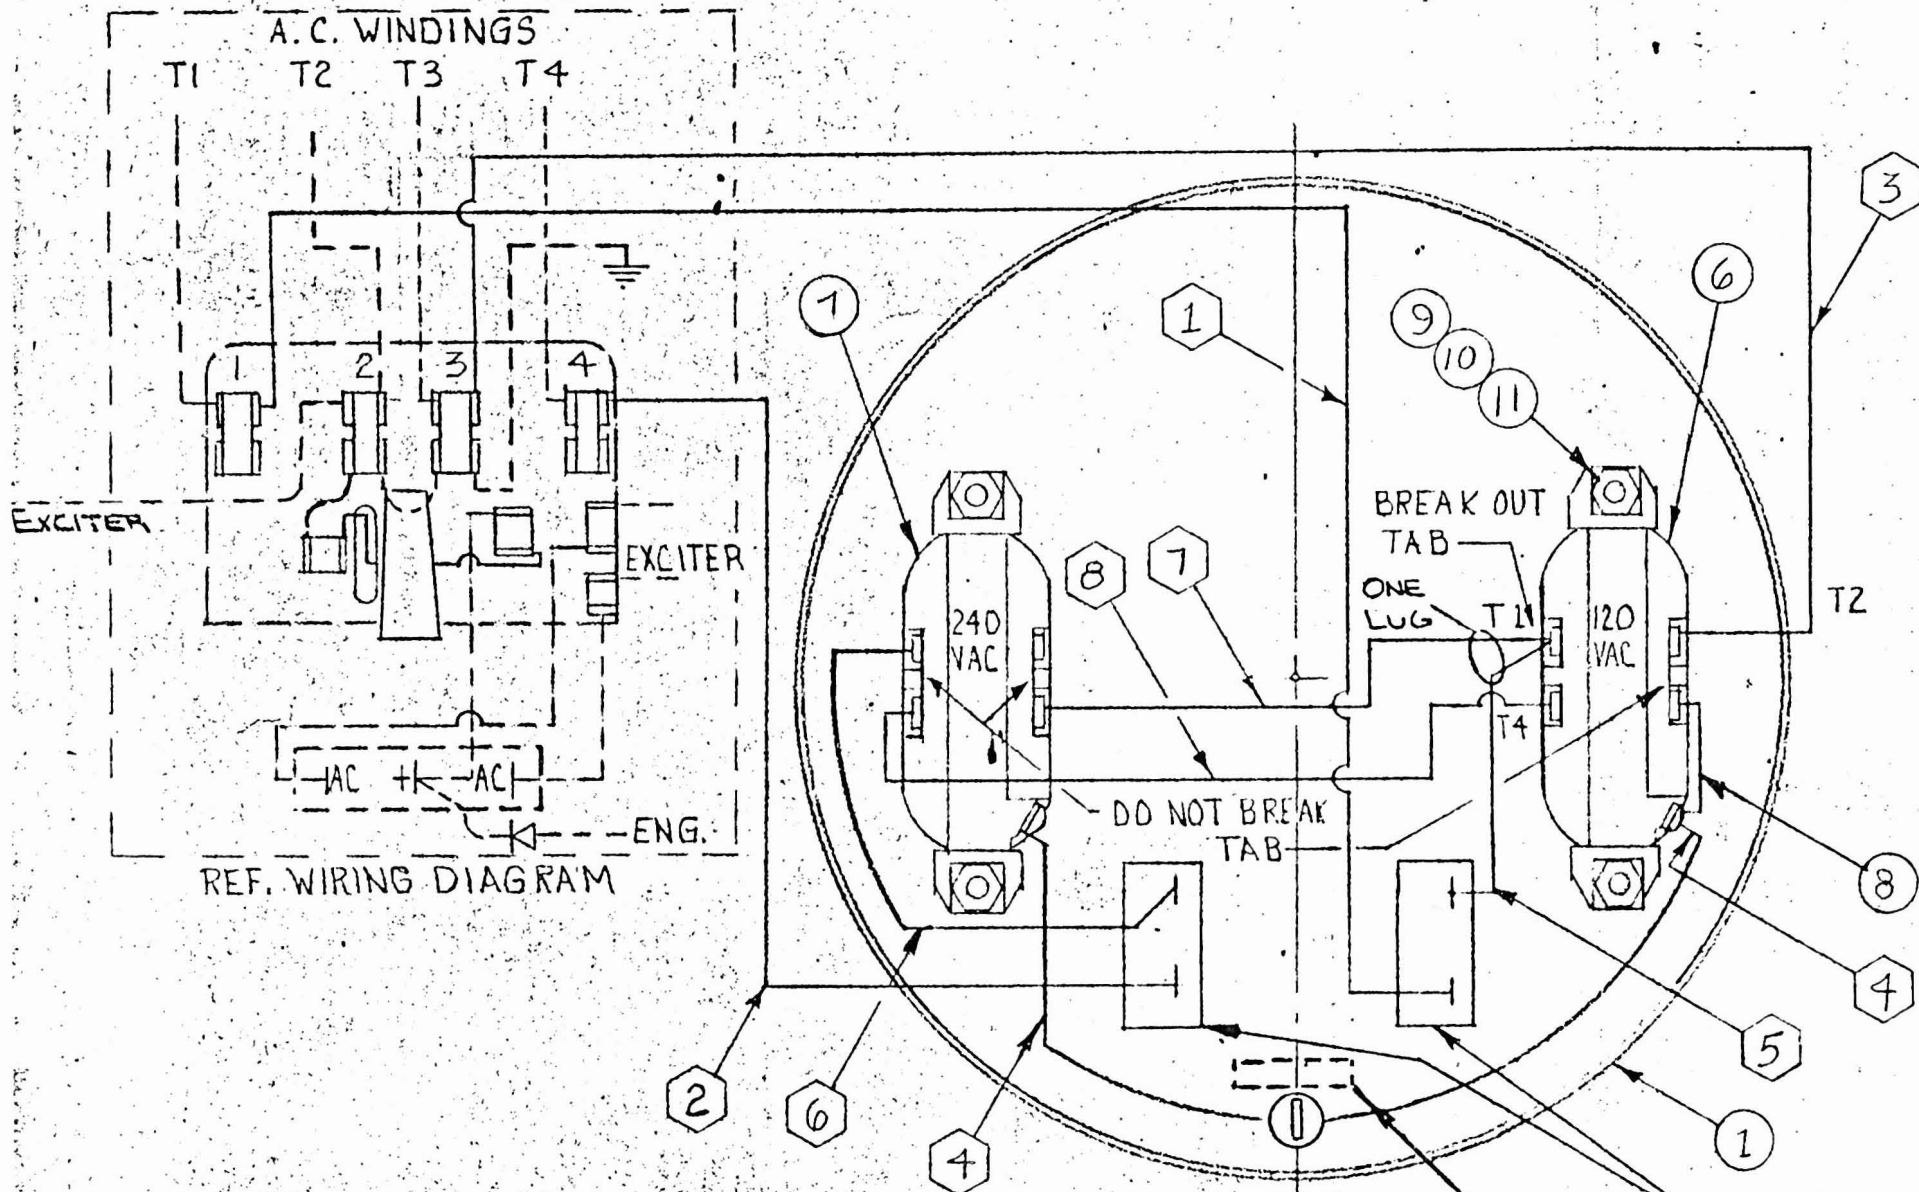 A.C. WINDINGS
T1 T2 T3 T4
3
6
7
1
9
10
11
1 2 3 4
EXCITER
EXCITER
BREAK OUT
TAB
ONE
LUG
T1
T2
8
7
240
VAC
120
VAC
T4
AC + AC
ENG.
DO NOT BREAK
TAB
REF. WIRING DIAGRAM
8
4
5
2
6
4
1